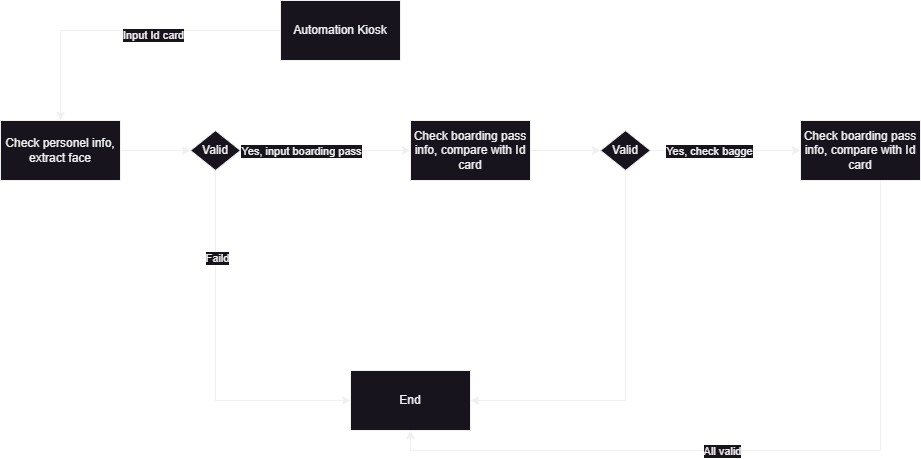 Automation Kiosk
Input Id card
Check personel info,
extract face
Valid
Yes, input boarding pass
Check boarding pass
info, compare with Id
card
Valid
Yes, check bagge
Check boarding pass
info, compare with Id
card
Faild
End
All valid